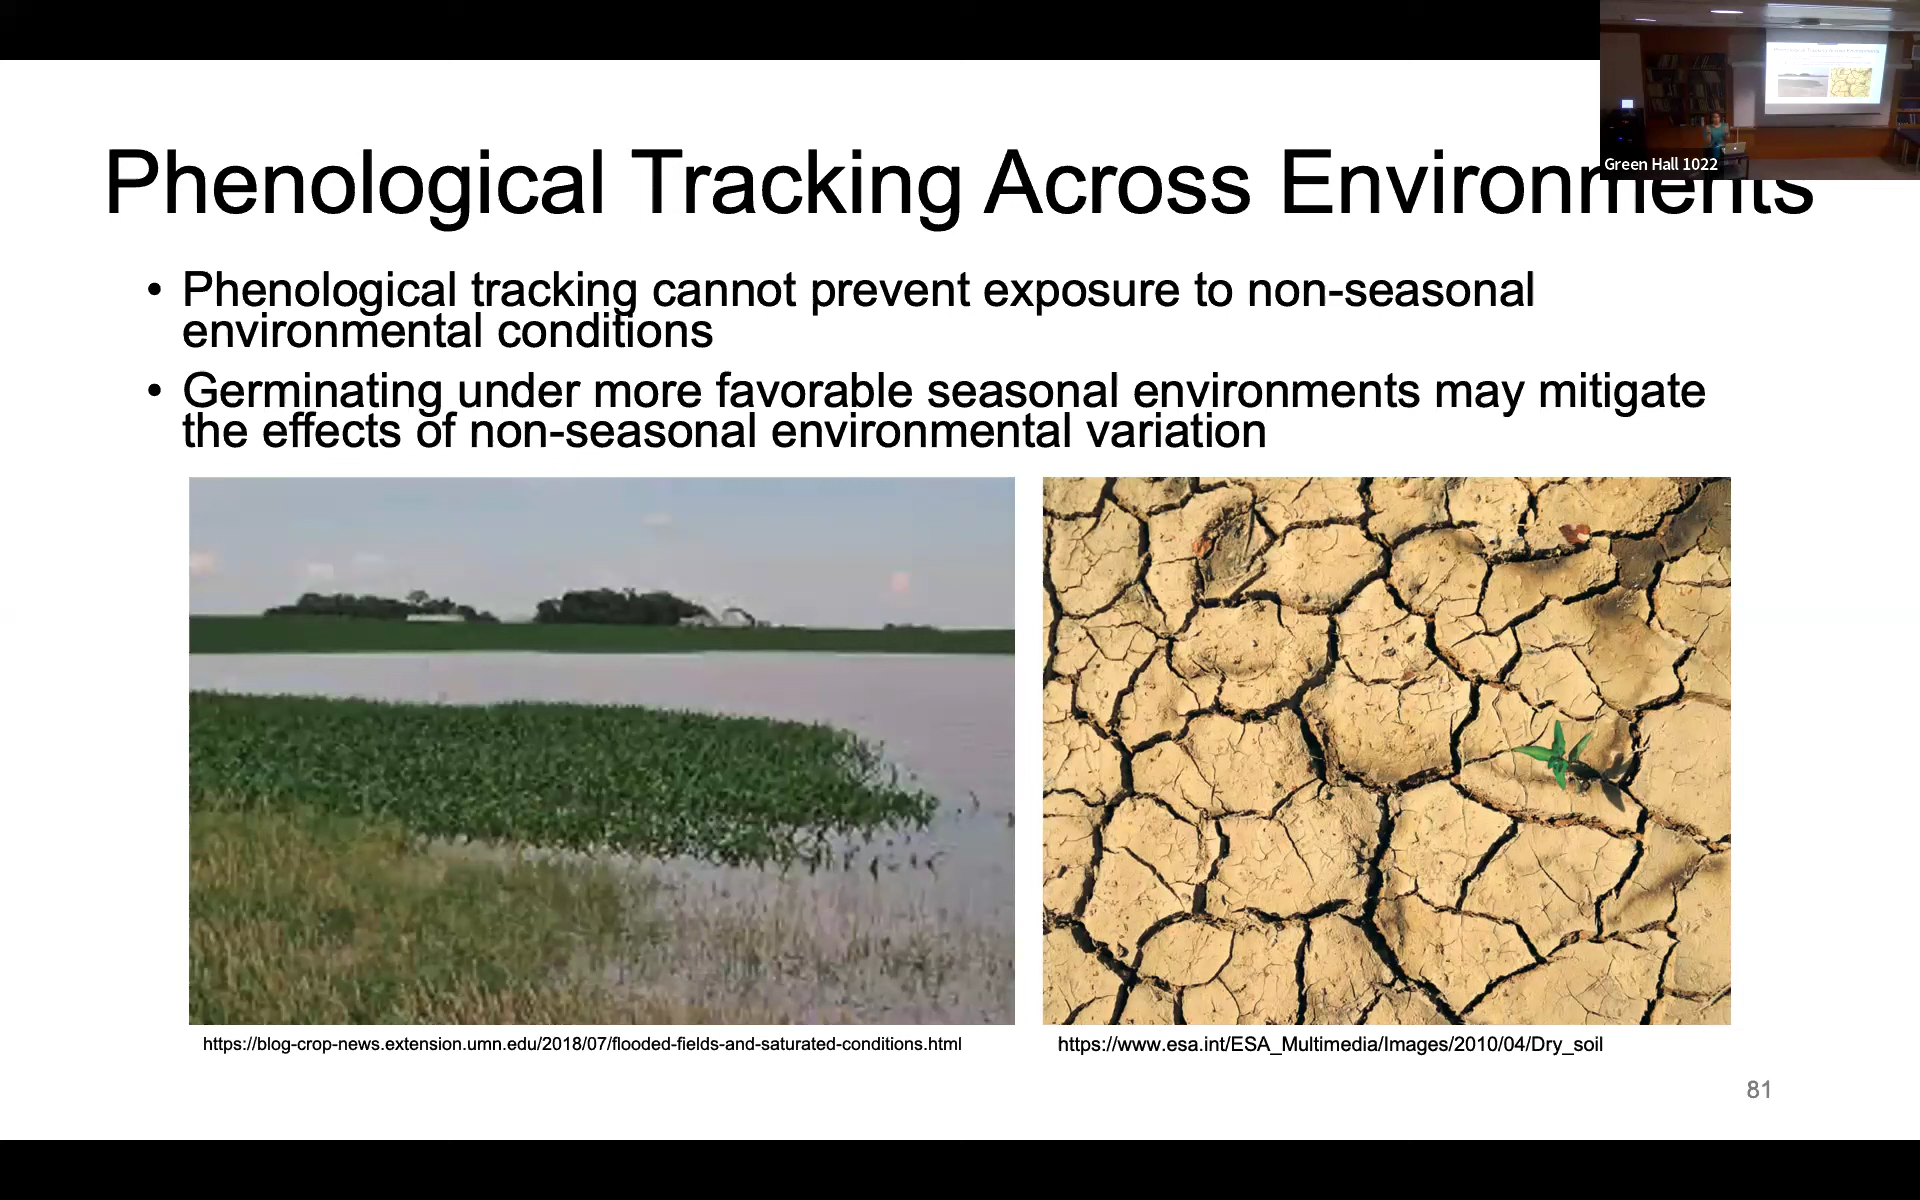 Green Hall 1022
Phenological Tracking Across Environments
• Phenological tracking cannot prevent exposure to non-seasonal
environmental conditions
• Germinating under more favorable seasonal environments may mitigate
the effects of non-seasonal environmental variation
https://blog-crop-news.extension.umn.edu/2018/07/flooded-fields-and-saturated-conditions.html
https://www.esa.int/ESA_Multimedia/Images/2010/04/Dry_soil
81